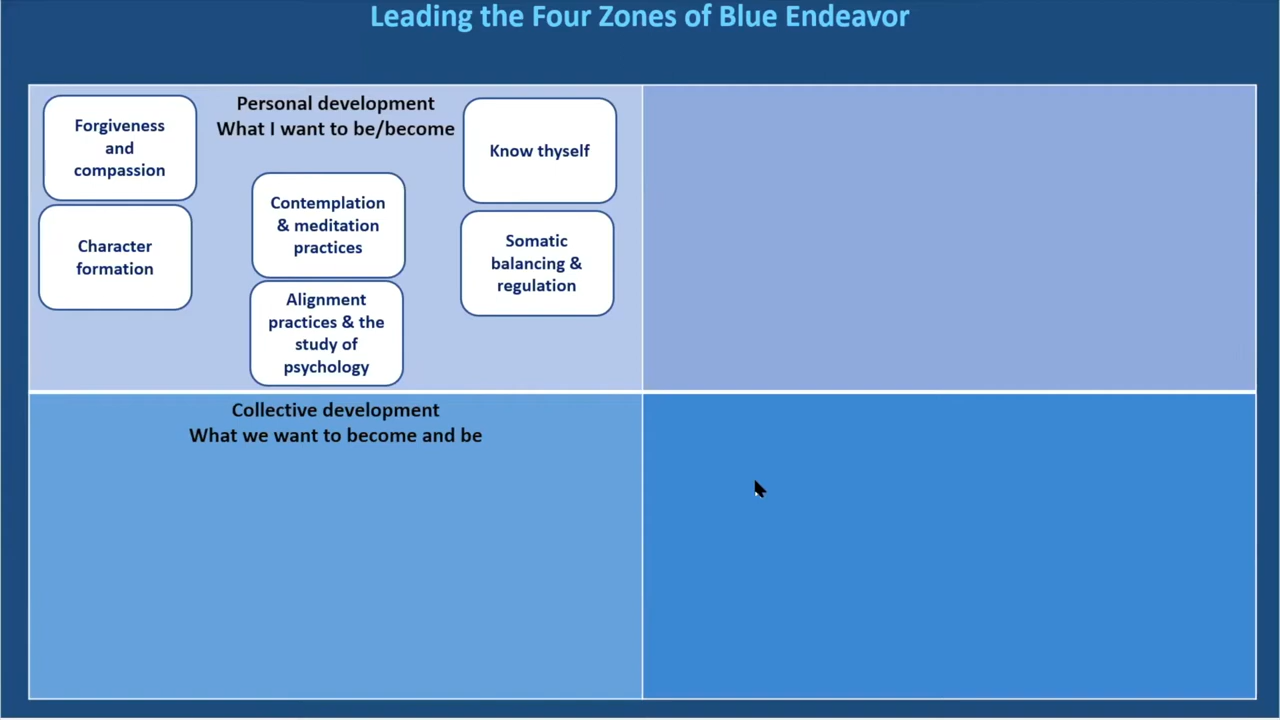 Leading the Four Zones of Blue Endeavor
Personal development
What I want to be/become
Forgiveness
and
compassion
Know thyself
Contemplation
& meditation
practices
Character
formation
Somatic
balancing &
regulation
Alignment
practices & the
study of
psychology
Collective development
What we want to become and be